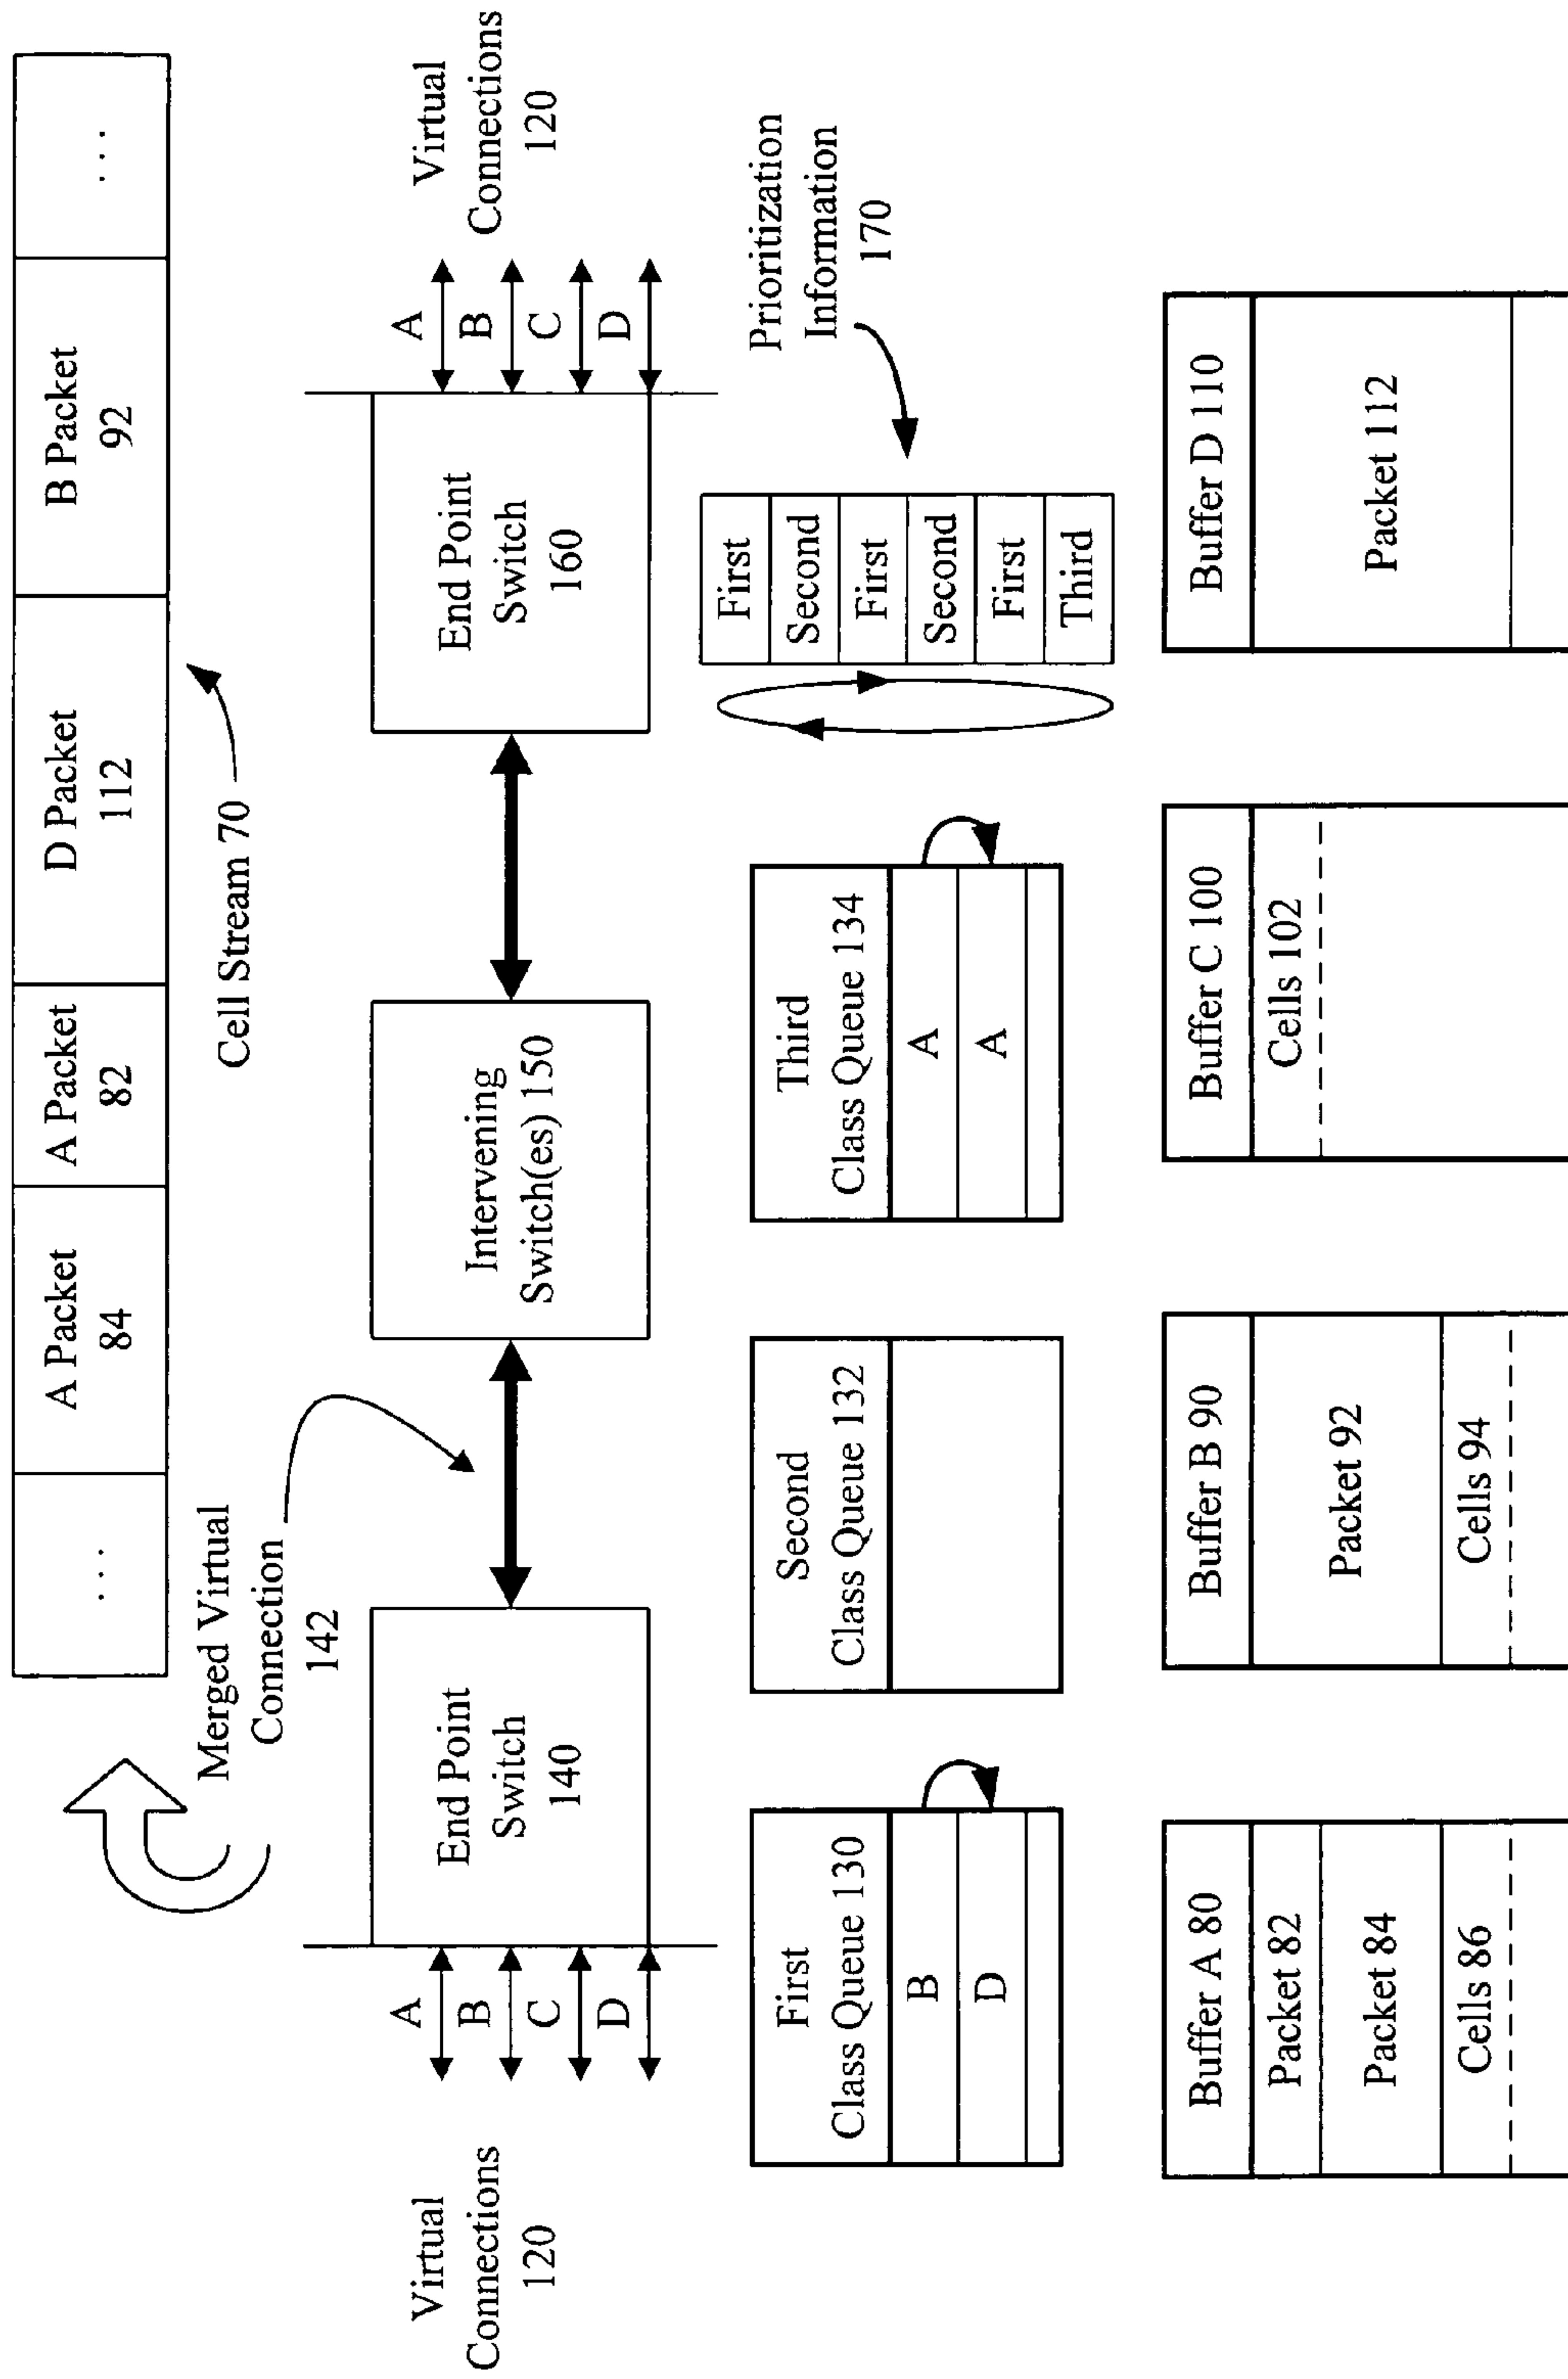 ...
A Packet
84
A Packet
82
D Packet
112
B Packet
92
...
Cell Stream 70
Merged Virtual
Connection
142
Virtual
Connections
120
A
B
C
D
End Point
Switch
140
Intervening
Switch(es) 150
End Point
Switch
160
A
B
C
D
Virtual
Connections
120
First
Class Queue 130
B
D
Second
Class Queue 132
Third
Class Queue 134
A
A
First
Second
First
Second
First
Third
Prioritization
Information
170
Buffer A 80
Packet 82
Packet 84
Cells 86
Buffer B 90
Packet 92
Cells 94
Buffer C 100
Cells 102
Buffer D 110
Packet 112